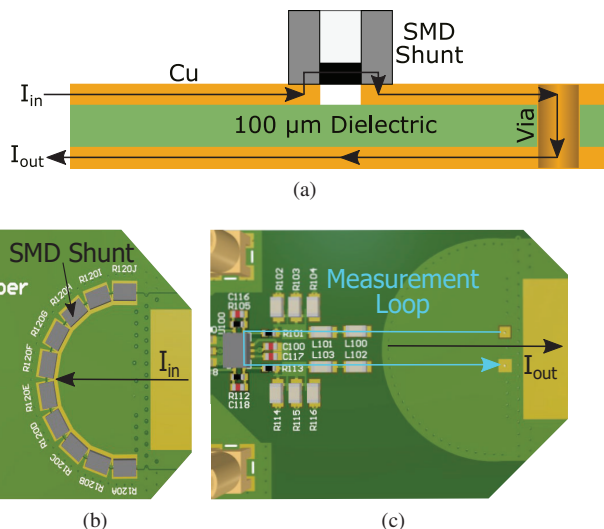 SMD
Shunt
Cu
I_in
100 µm Dielectric
Via
I_out
(a)
SMD Shunt
per
R120J
R120I
R120H
R120G
R120F
R120E
R120D
R120C
R120B
R120A
I_in
(b)
Measurement
Loop
R102
R103
R104
C116
R105
U100
R101
L101
L100
C100
C117
L103
L102
R113
R112
C118
R114
R115
R116
I_out
(c)